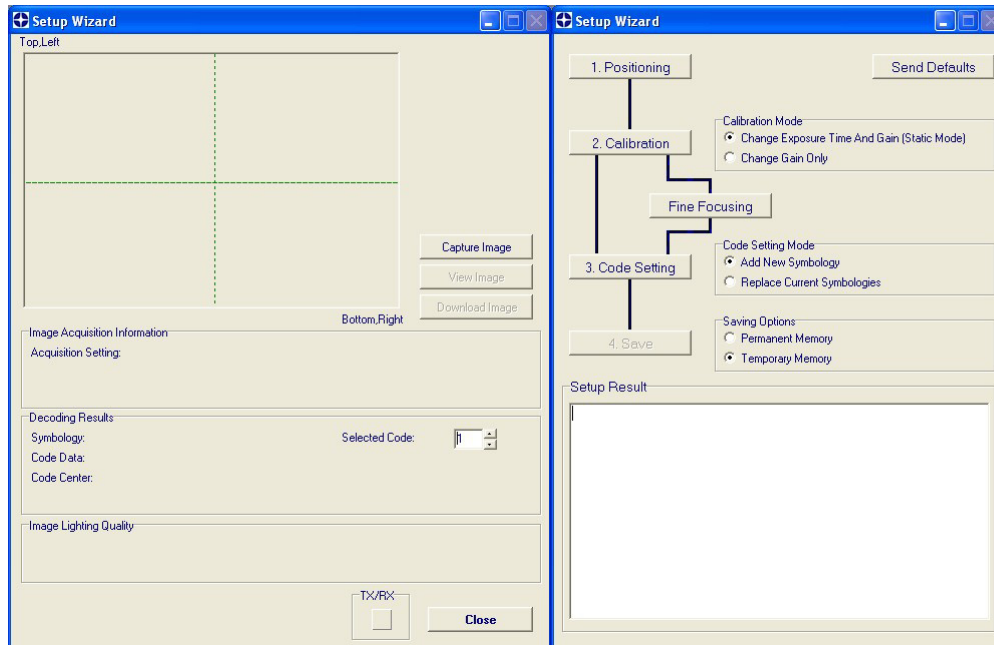 Setup Wizard
Top,Left
Capture Image
View Image
Download Image
Bottom,Right
Image Acquisition Information
Acquisition Setting:
Decoding Results
Symbology:
Selected Code: 1
Code Data:
Code Center:
Image Lighting Quality
TX/RX
Close
Setup Wizard
1. Positioning
Send Defaults
Calibration Mode
2. Calibration
Change Exposure Time And Gain (Static Mode)
Change Gain Only
Fine Focusing
Code Setting Mode
3. Code Setting
Add New Symbology
Replace Current Symbologies
Saving Options
4. Save
Permanent Memory
Temporary Memory
Setup Result